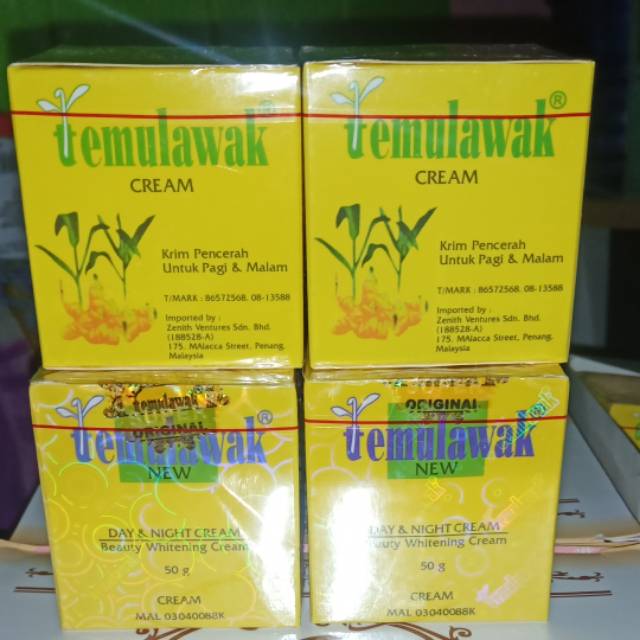 temulawak®
CREAM
Krim Pencerah
Untuk Pagi & Malam
T/MARK : 86572568. 08-13588
Imported by :
Zenith Ventures Sdn. Bhd.
(188528-A)
175. MAlacca Street, Penang,
Malaysia
temulawak®
CREAM
Krim Pencerah
Untuk Pagi & Malam
T/MARK : 86572568. 08-13588
Imported by :
Zenith Ventures Sdn. Bhd.
(188528-A)
175. MAlacca Street, Penang,
Malaysia
temulawak
ORIGINAL
temulawak®
NEW
DAY & NIGHT CREAM
Beauty Whitening Cream
50 g
CREAM
MAL 03040088K
ORIGINAL
temulawak
NEW
DAY & NIGHT CREAM
Beauty Whitening Cream
50 g
CREAM
MAL 03040088K